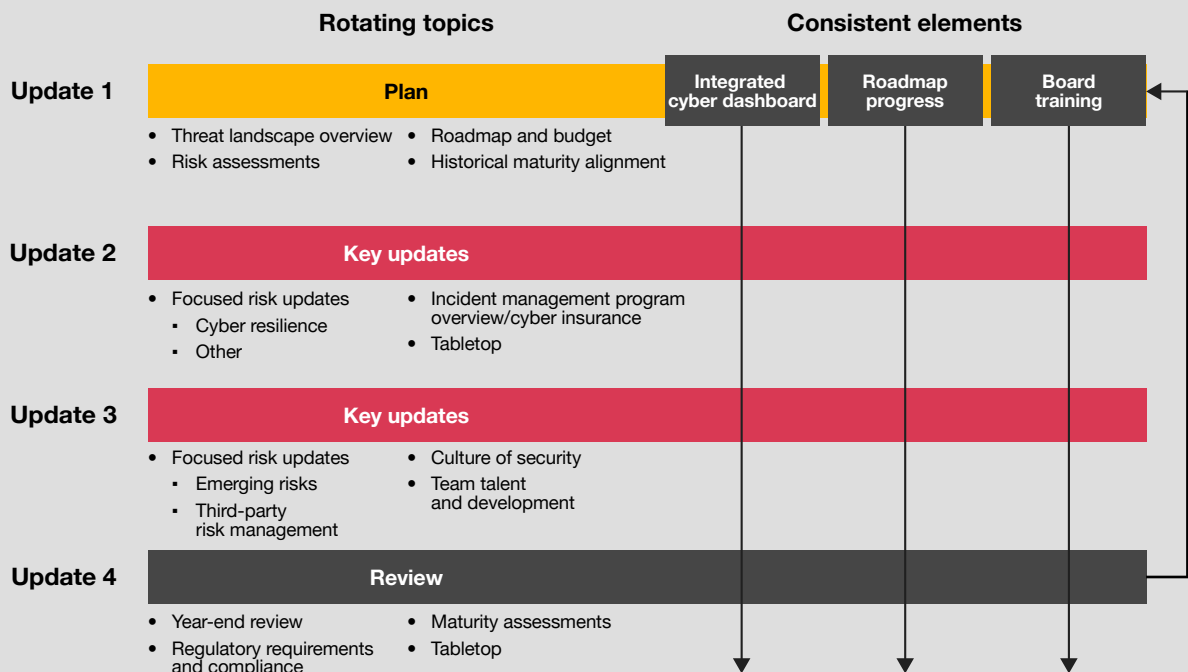 Rotating topics
Consistent elements
Update 1
Plan
Integrated
cyber dashboard
Roadmap
progress
Board
training
• Threat landscape overview
• Risk assessments
• Roadmap and budget
• Historical maturity alignment
Update 2
Key updates
• Focused risk updates
▪ Cyber resilience
▪ Other
• Incident management program
overview/cyber insurance
• Tabletop
Update 3
Key updates
• Focused risk updates
▪ Emerging risks
▪ Third-party
risk management
• Culture of security
• Team talent
and development
Update 4
Review
• Year-end review
• Regulatory requirements
and compliance
• Maturity assessments
• Tabletop